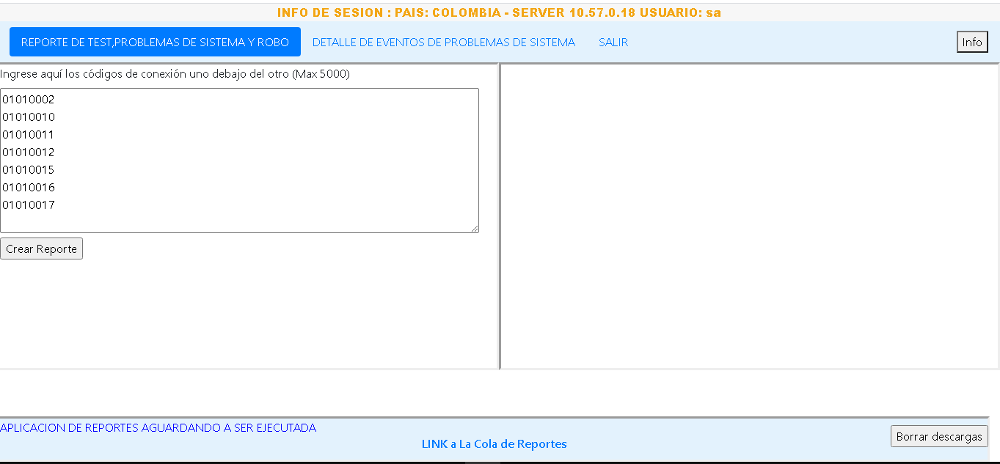 INFO DE SESION : PAIS: COLOMBIA - SERVER 10.57.0.18 USUARIO: sa
REPORTE DE TEST,PROBLEMAS DE SISTEMA Y ROBO
DETALLE DE EVENTOS DE PROBLEMAS DE SISTEMA
SALIR
Info
Ingrese aquí los códigos de conexión uno debajo del otro (Max 5000)
01010002
01010010
01010011
01010012
01010015
01010016
01010017
Crear Reporte
APLICACION DE REPORTES AGUARDANDO A SER EJECUTADA
LINK a La Cola de Reportes
Borrar descargas